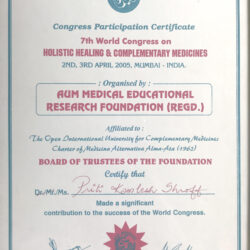 Congress Participation Certificate
7th World Congress on
HOLISTIC HEALING & COMPLEMENTARY MEDICINES
2ND, 3RD APRIL 2005, MUMBAI - INDIA.
: Organised by :
AUM MEDICAL EDUCATIONAL
RESEARCH FOUNDATION (REGD.)
Affiliated to :
The Open International University for Complementary Medicines
Charter of Medicina Alternativa Alma-Ata (1962)
BOARD OF TRUSTEES OF THE FOUNDATION
Certify that
Dr./Mr./Ms. Priti Kamlesh Shroff
Made a significant
contribution to the success of the World Congress.